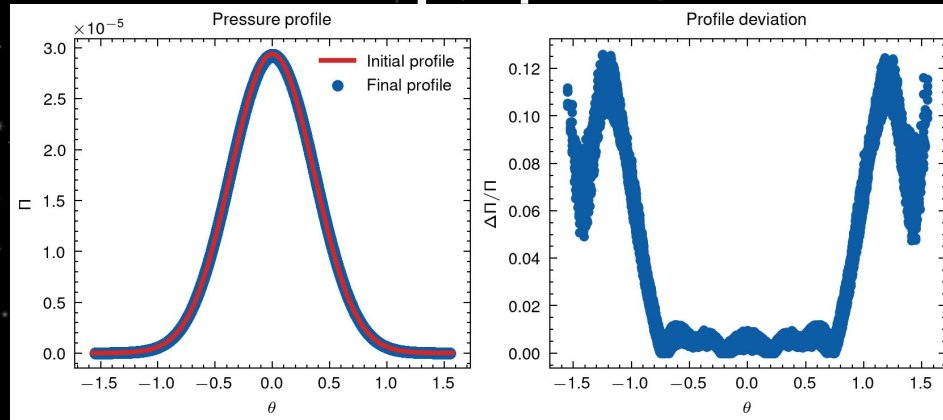 Pressure profile
×10⁻⁵
3.0
2.5
2.0
1.5
1.0
0.5
0.0
Π
Initial profile
Final profile
−1.5 −1.0 −0.5 0.0 0.5 1.0 1.5
θ
Profile deviation
0.12
0.10
0.08
0.06
0.04
0.02
0.00
ΔΠ/Π
−1.5 −1.0 −0.5 0.0 0.5 1.0 1.5
θ